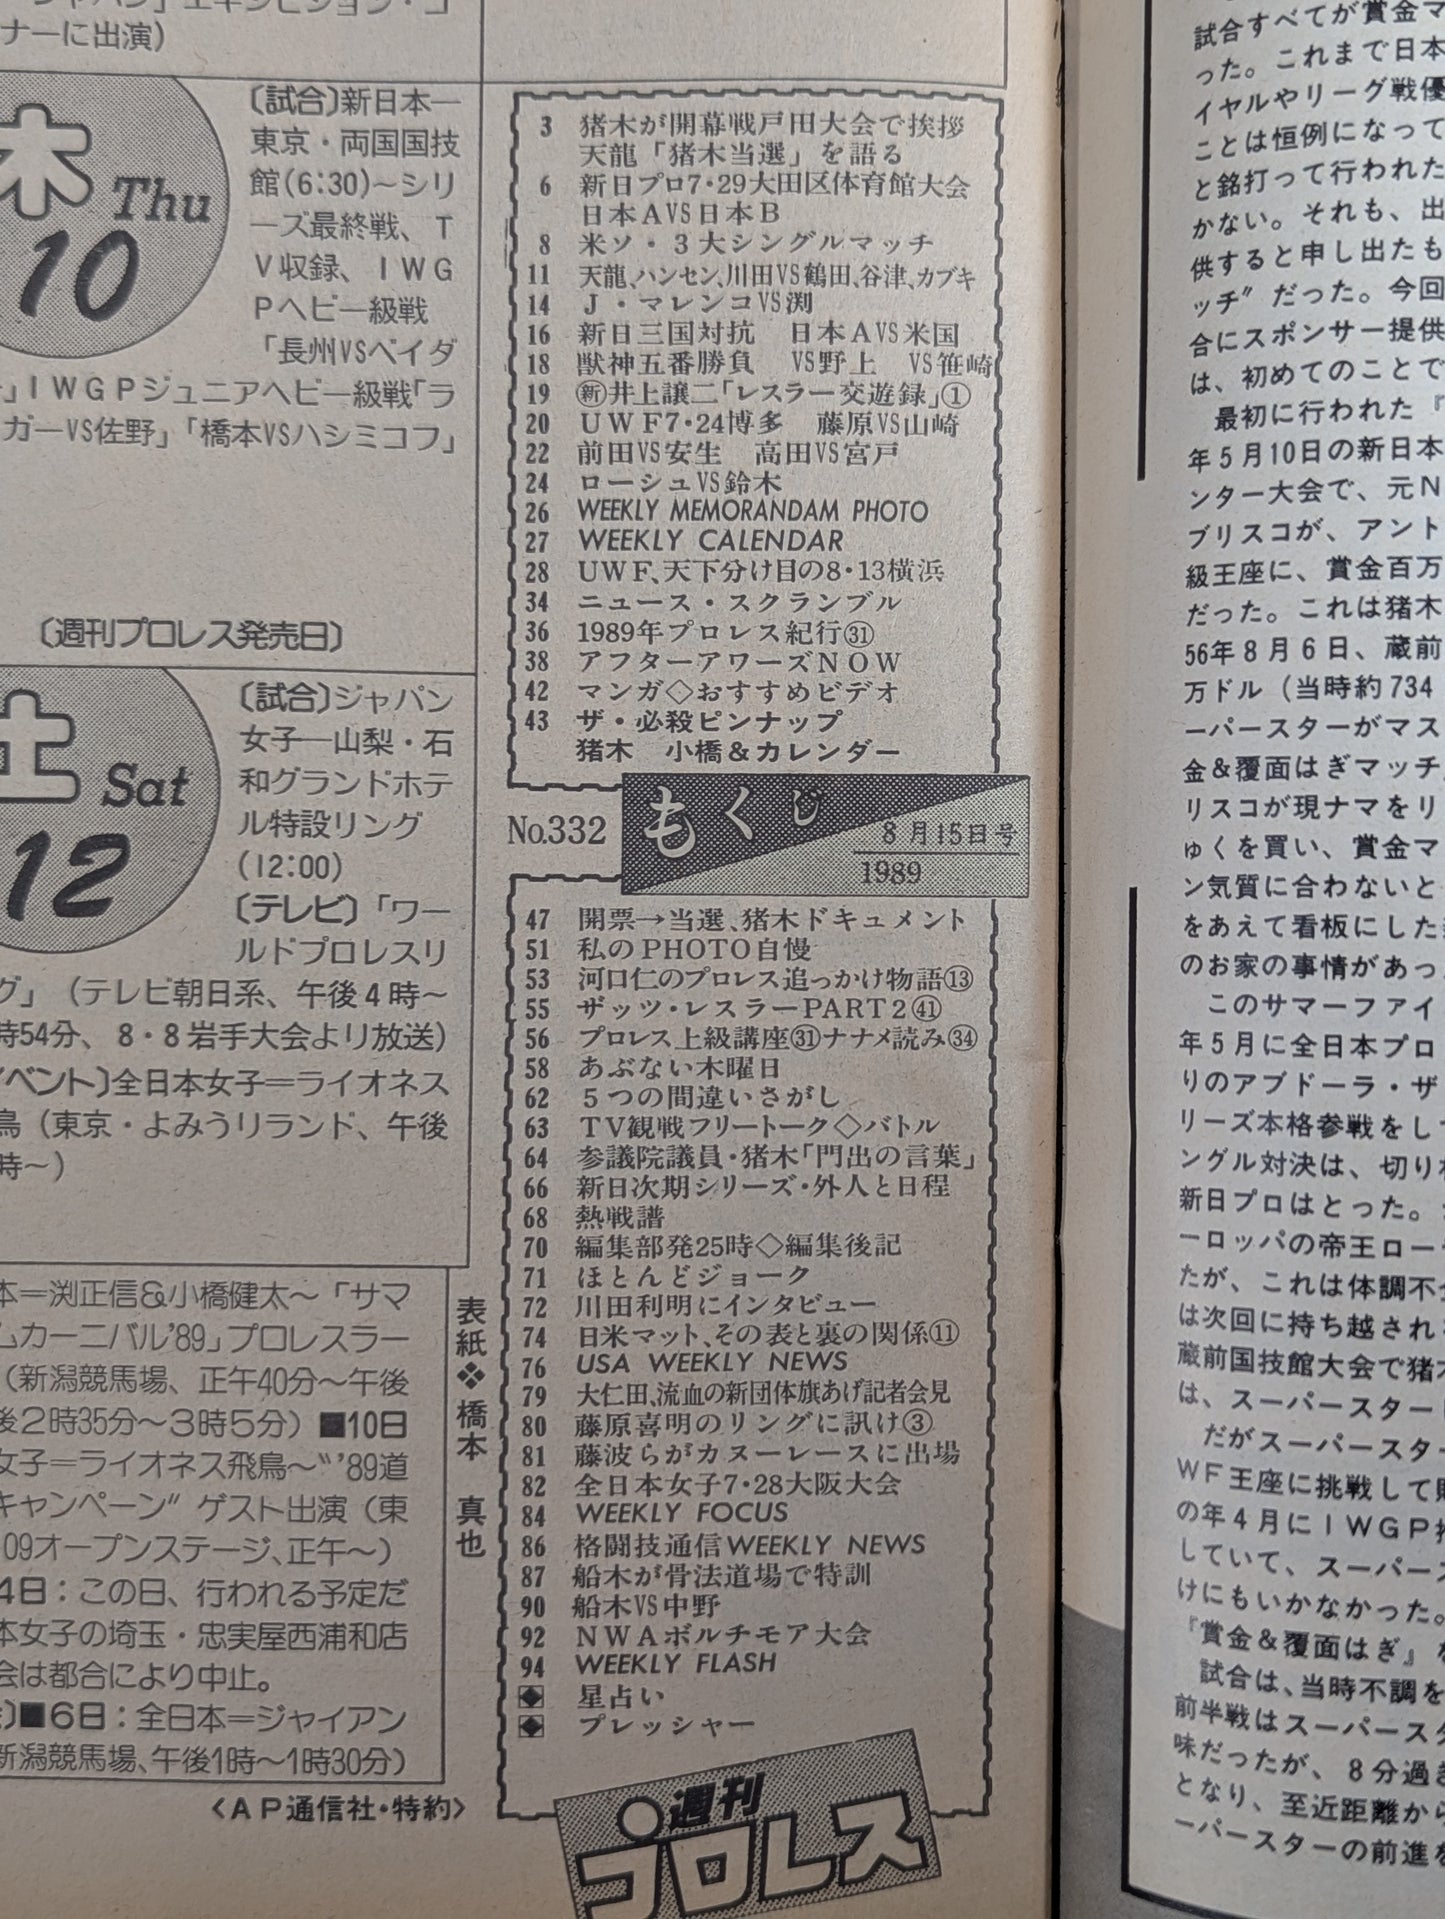 ナーに出演)
木 Thu
10
〔試合〕新日本―
東京・両国国技
館(6:30)〜シリ
ーズ最終戦、T
V収録、IWG
Pヘビー級戦
「長州VSベイダ
」IWGPジュニアヘビー級戦「ラ
ガーVS佐野」「橋本VSハシミコフ」
〔週刊プロレス発売日〕
土 Sat
12
〔試合〕ジャパン
女子―山梨・石
和グランドホテ
ル特設リング
(12:00)
〔テレビ〕「ワー
ルドプロレスリ
グ」(テレビ朝日系、午後4時〜
時54分、8・8岩手大会より放送)
イベント〕全日本女子=ライオネス
鳥(東京・よみうりランド、午後
時〜)
本=渕正信&小橋健太〜「サマ
ムカーニバル'89」プロレスラー
(新潟競馬場、正午40分〜午後
後2時35分〜3時5分)■10日
女子=ライオネス飛鳥〜〝'89道
キャンペーン〟ゲスト出演(東
・09オープンステージ、正午〜)
4日:この日、行われる予定だ
本女子の埼玉・忠実屋西浦和店
会は都合により中止。
■6日:全日本=ジャイアン
新潟競馬場、午後1時〜1時30分)
〈AP通信社・特約〉
3 猪木が開幕戦戸田大会で挨拶
天龍「猪木当選」を語る
6 新日プロ7・29大田区体育館大会
日本AVS日本B
8 米ソ・3大シングルマッチ
11 天龍、ハンセン、川田VS鶴田、谷津、カブキ
14 J・マレンコVS渕
16 新日三国対抗 日本AVS米国
18 獣神五番勝負 VS野上 VS笹崎
19 ㊟井上譲二「レスラー交遊録」①
20 UWF7・24博多 藤原VS山崎
22 前田VS安生 高田VS宮戸
24 ローシュVS鈴木
26 WEEKLY MEMORANDAM PHOTO
27 WEEKLY CALENDAR
28 UWF、天下分け目の8・13横浜
34 ニュース・スクランブル
36 1989年プロレス紀行㉛
38 アフターアワーズNOW
42 マンガ◇おすすめビデオ
43 ザ・必殺ピンナップ
猪木 小橋&カレンダー
No.332
もくじ
8月15日号
1989
47 開票→当選、猪木ドキュメント
51 私のPHOTO自慢
53 河口仁のプロレス追っかけ物語⑬
55 ザッツ・レスラーPART2㊶
56 プロレス上級講座㉛ナナメ読み㉞
58 あぶない木曜日
62 5つの間違いさがし
63 TV観戦フリートーク◇バトル
64 参議院議員・猪木「門出の言葉」
66 新日次期シリーズ・外人と日程
68 熱戦譜
70 編集部発25時◇編集後記
71 ほとんどジョーク
72 川田利明にインタビュー
74 日米マット、その表と裏の関係⑪
76 USA WEEKLY NEWS
79 大仁田、流血の新団体旗あげ記者会見
80 藤原喜明のリングに訊け③
81 藤波らがカヌーレースに出場
82 全日本女子7・28大阪大会
84 WEEKLY FOCUS
86 格闘技通信WEEKLY NEWS
87 船木が骨法道場で特訓
90 船木VS中野
92 NWAボルチモア大会
94 WEEKLY FLASH
◆ 星占い
◆ プレッシャー
表紙❖橋本 真也
週刊
プロレス
試合すべてが賞金マ
った。これまで日本
イヤルやリーグ戦優
ことは恒例になって
と銘打って行われた
かない。それも、出
供すると申し出たも
ッチ〟だった。今回
合にスポンサー提供
は、初めてのことで
最初に行われた『
年5月10日の新日本
ンター大会で、元N
ブリスコが、アント
級王座に、賞金百万
だった。これは猪木
56年8月6日、蔵前
万ドル(当時約734
ーパースターがマス
金&覆面はぎマッチ
リスコが現ナマをリ
ゅくを買い、賞金マ
ン気質に合わないと
をあえて看板にした
のお家の事情があっ
このサマーファイ
年5月に全日本プロ
りのアブドーラ・ザ
リーズ本格参戦をし
ングル対決は、切り
新日プロはとった。
ーロッパの帝王ロー
たが、これは体調不
は次回に持ち越され
蔵前国技館大会で猪木
は、スーパースター
だがスーパースター
WF王座に挑戦して
の年4月にIWGP
していて、スーパース
けにもいかなかった。
『賞金&覆面はぎ』
試合は、当時不調を
前半戦はスーパースタ
味だったが、8分過ぎ
となり、至近距離から
ーパースターの前進を